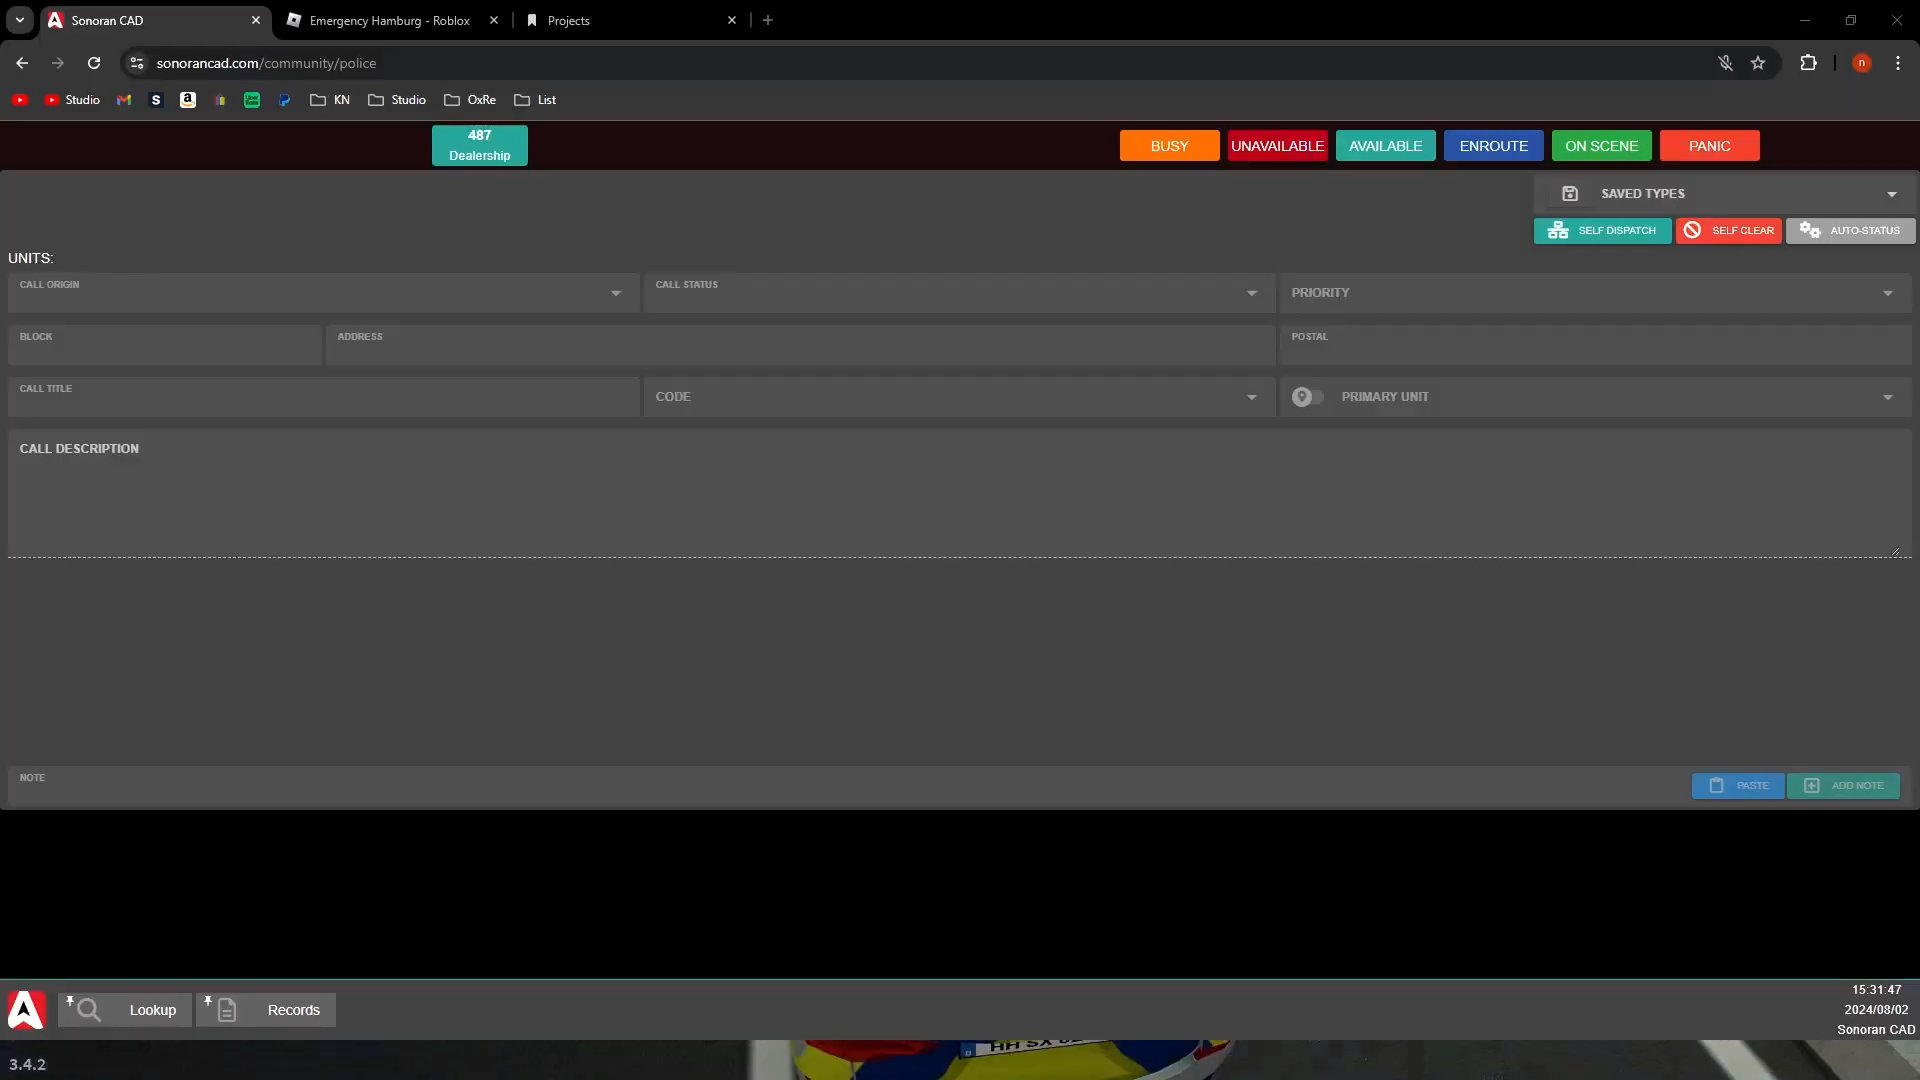 Sonoran CAD
Emergency Hamburg - Roblox
Projects
sonorancad.com/community/police
n
Studio
S
KN
Studio
OxRe
List
487
Dealership
BUSY
UNAVAILABLE
AVAILABLE
ENROUTE
ON SCENE
PANIC
SAVED TYPES
SELF DISPATCH
SELF CLEAR
AUTO-STATUS
UNITS:
CALL ORIGIN
CALL STATUS
PRIORITY
BLOCK
ADDRESS
POSTAL
CALL TITLE
CODE
PRIMARY UNIT
CALL DESCRIPTION
NOTE
PASTE
ADD NOTE
Lookup
Records
15:31:47
2024/08/02
Sonoran CAD
3.4.2